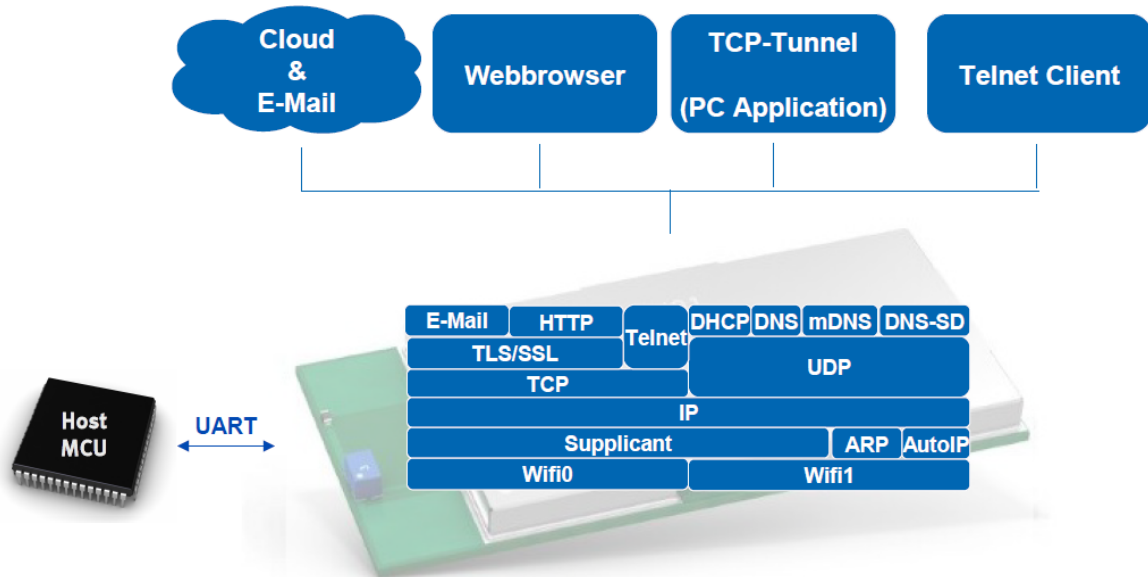 Cloud
&
E-Mail
Webbrowser
TCP-Tunnel
(PC Application)
Telnet Client
E-Mail
HTTP
Telnet
DHCP
DNS
mDNS
DNS-SD
TLS/SSL
UDP
TCP
IP
Host
MCU
UART
Supplicant
ARP
AutoIP
Wifi0
Wifi1